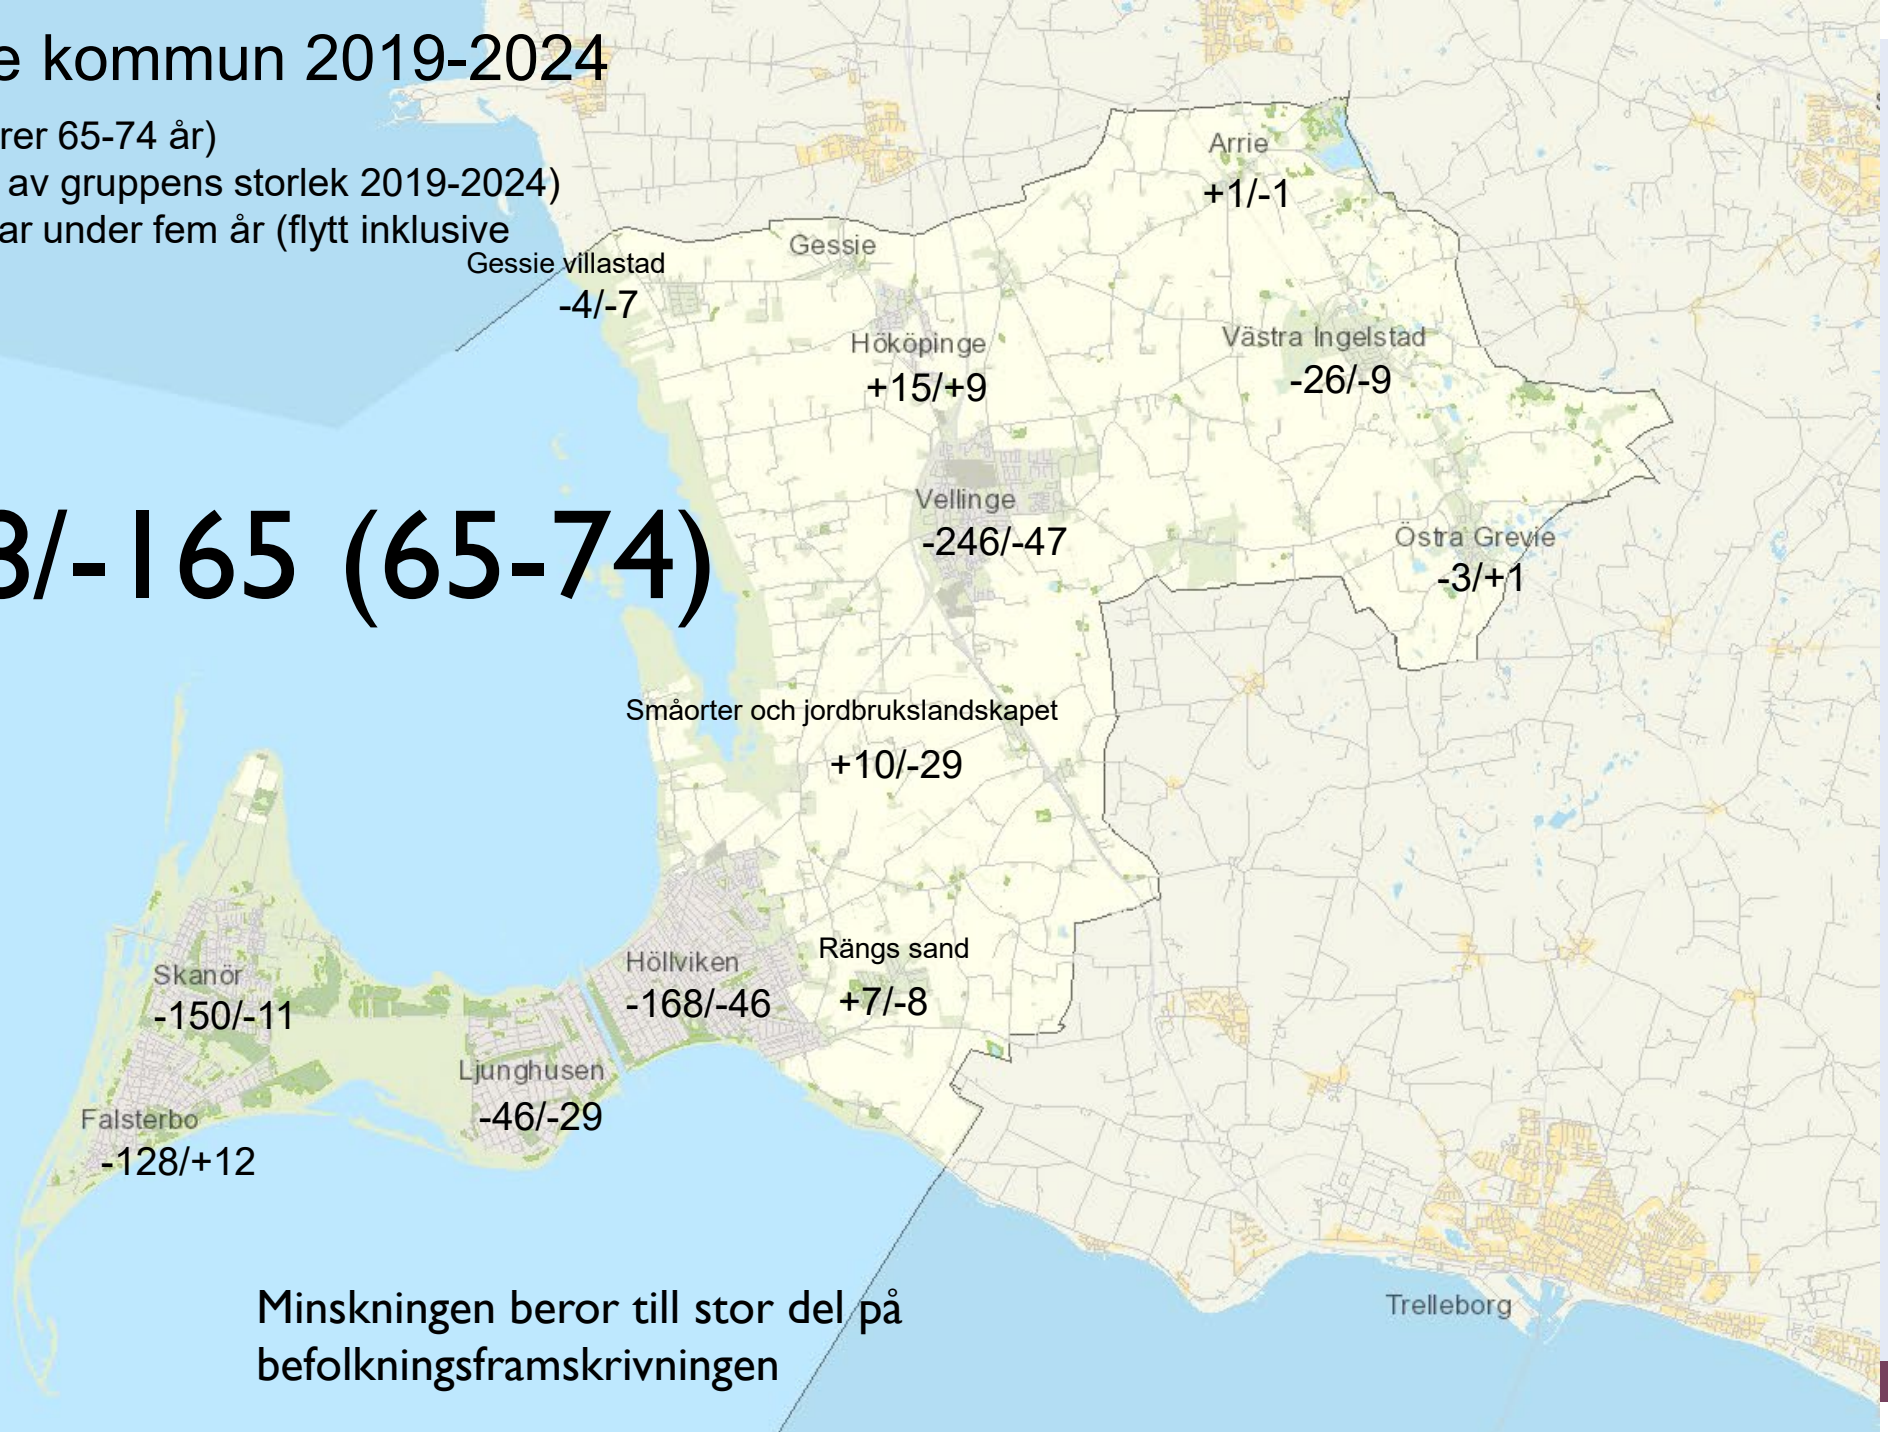 e kommun 2019-2024
rer 65-74 år)
av gruppens storlek 2019-2024)
ar under fem år (flytt inklusive
Arrie
+1/-1
Gessie
Gessie villastad
-4/-7
Hököpinge
+15/+9
Västra Ingelstad
-26/-9
Vellinge
-246/-47
3/-165 (65-74)
Östra Grevie
-3/+1
Småorter och jordbrukslandskapet
+10/-29
Rängs sand
+7/-8
Höllviken
-168/-46
Skanör
-150/-11
Ljunghusen
-46/-29
Falsterbo
-128/+12
Minskningen beror till stor del på
befolkningsframskrivningen
Trelleborg